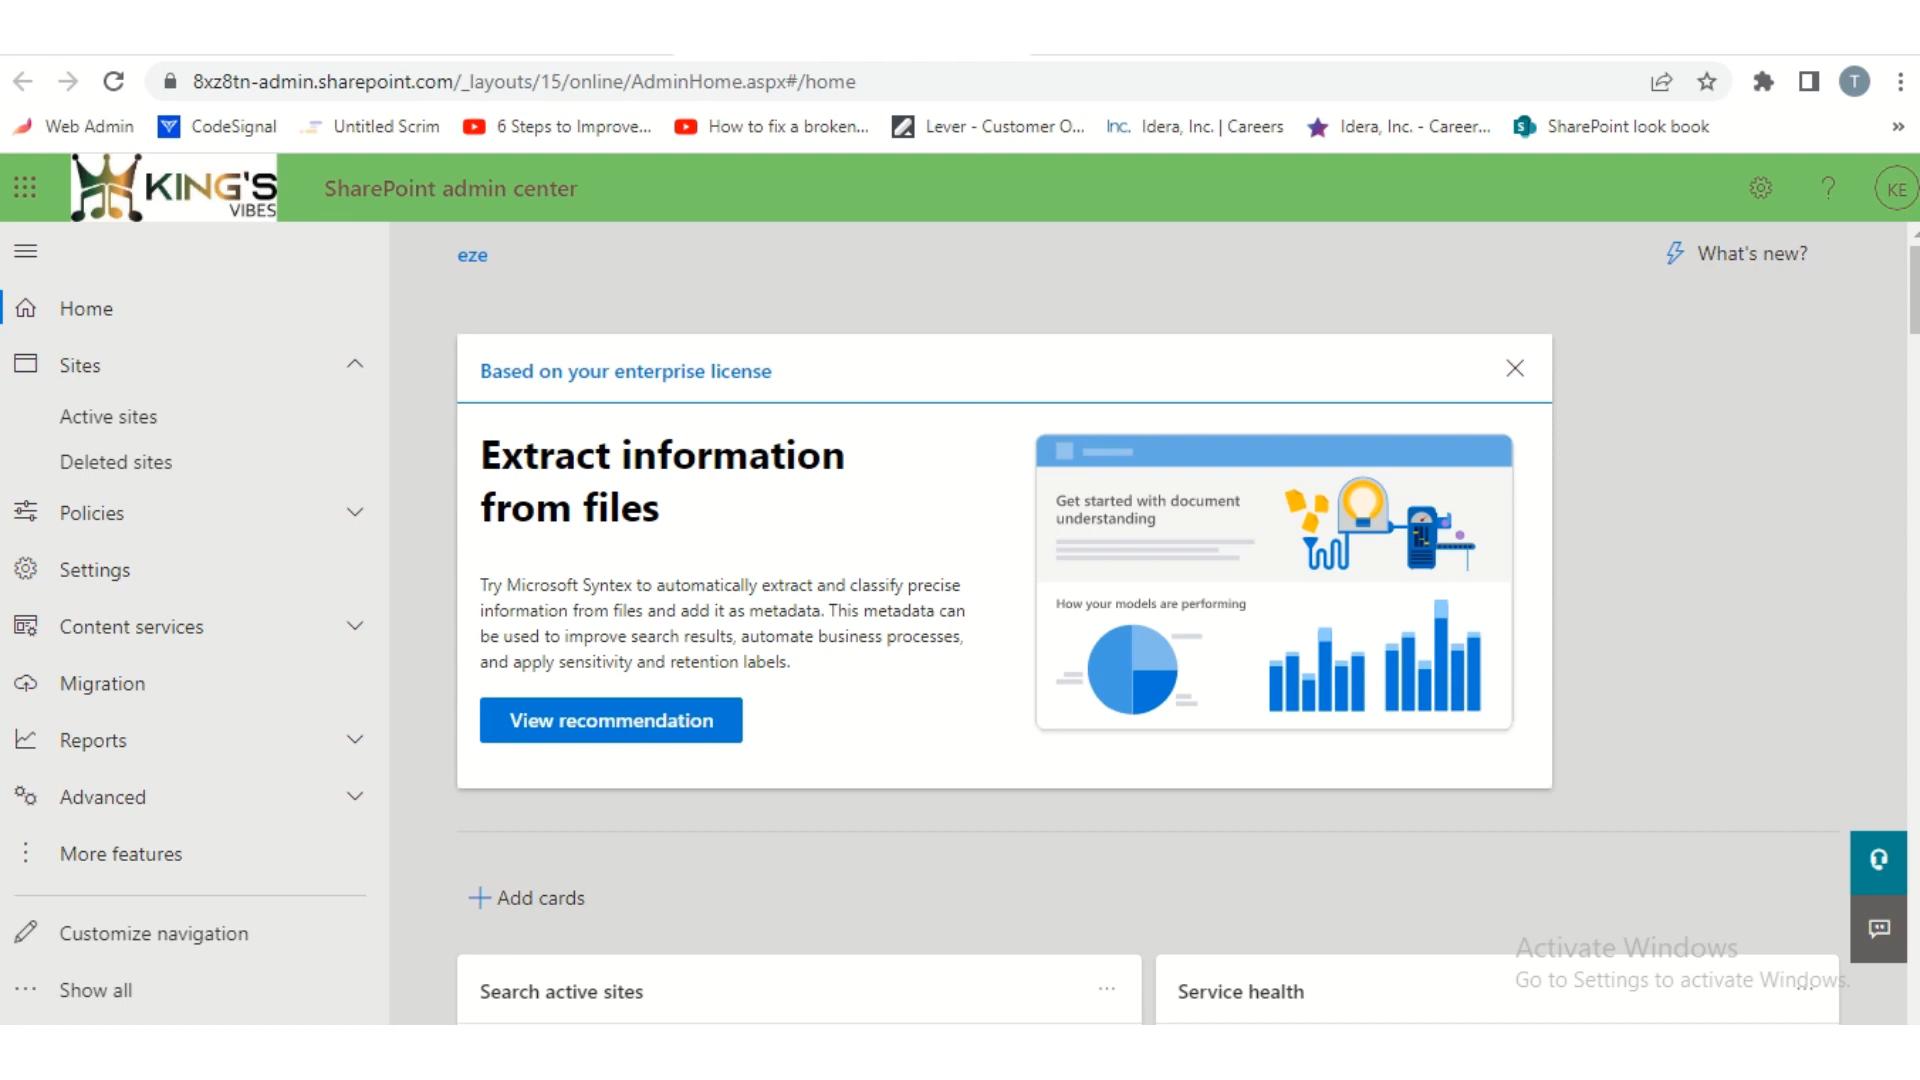 8xz8tn-admin.sharepoint.com/_layouts/15/online/AdminHome.aspx#/home
T
Web Admin
CodeSignal
Untitled Scrim
6 Steps to Improve...
How to fix a broken...
Lever - Customer O...
Inc. Idera, Inc. | Careers
Idera, Inc. - Career...
S SharePoint look book
»
KING'S
VIBES
SharePoint admin center
?
KE
eze
What's new?
Home
Sites
Active sites
Deleted sites
Policies
Settings
Content services
Migration
Reports
Advanced
More features
Customize navigation
Show all
Based on your enterprise license
Extract information
from files
Try Microsoft Syntex to automatically extract and classify precise
information from files and add it as metadata. This metadata can
be used to improve search results, automate business processes,
and apply sensitivity and retention labels.
View recommendation
Get started with document
understanding
How your models are performing
Add cards
Search active sites
Service health
Activate Windows
Go to Settings to activate Windows.